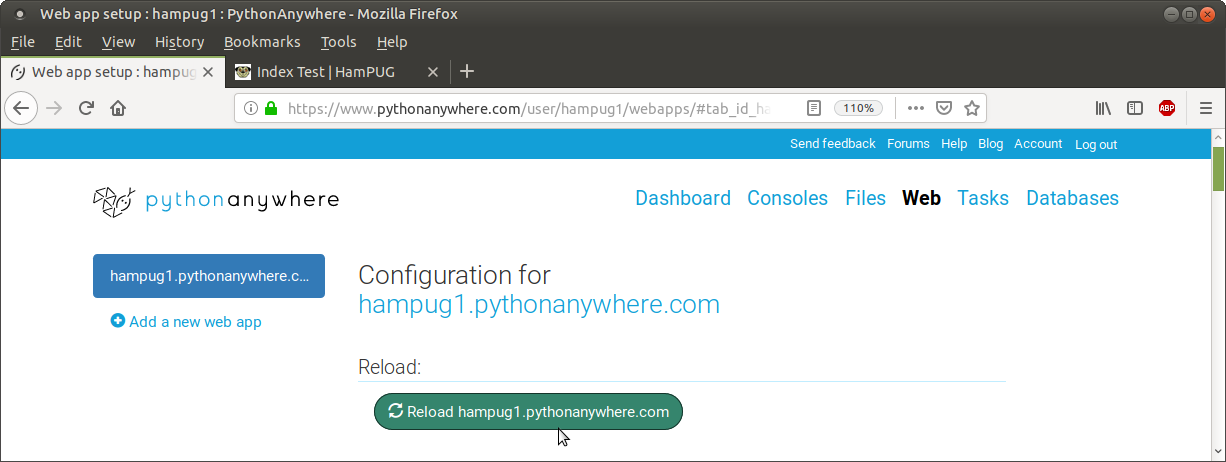 Web app setup : hampug1 : PythonAnywhere - Mozilla Firefox
File Edit View History Bookmarks Tools Help
Web app setup : hampug Index Test | HamPUG
https://www.pythonanywhere.com/user/hampug1/webapps/#tab_id_ha 110% ABP
Send feedback Forums Help Blog Account Log out
pythonanywhere Dashboard Consoles Files Web Tasks Databases
hampug1.pythonanywhere.c...
Add a new web app
Configuration for
hampug1.pythonanywhere.com
Reload:
Reload hampug1.pythonanywhere.com